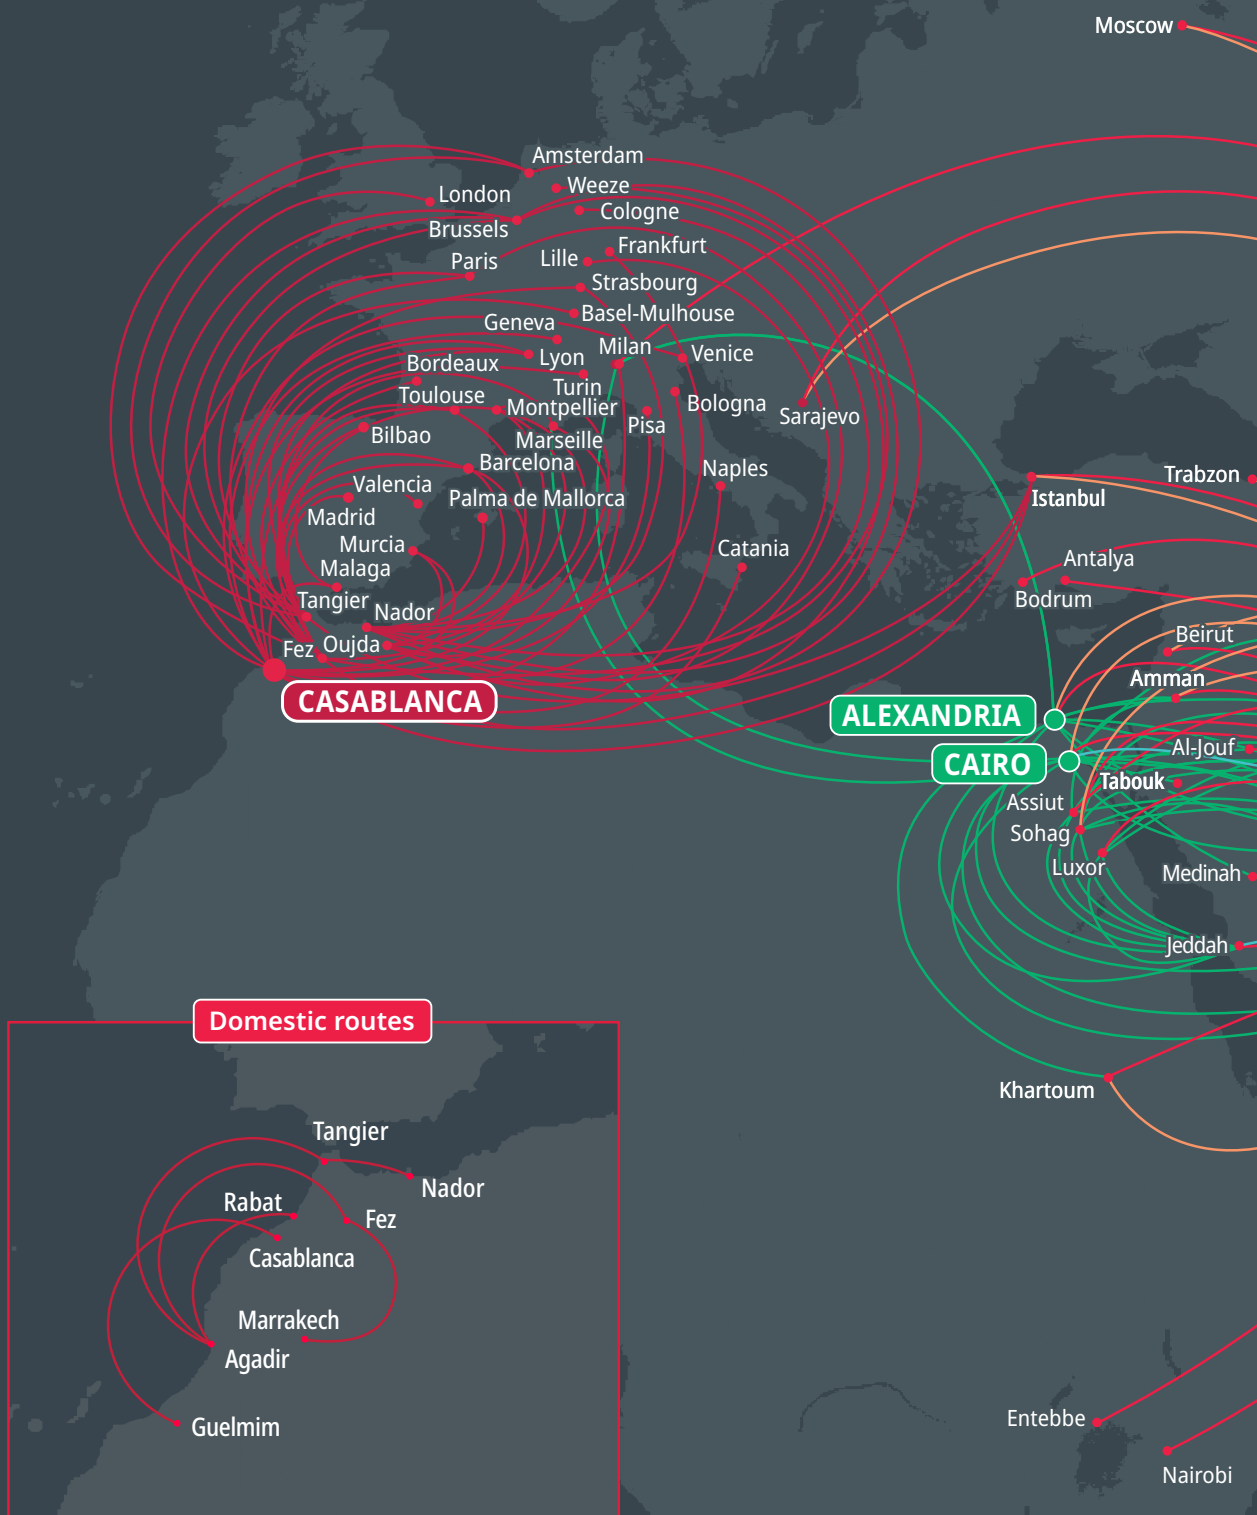 Moscow
Amsterdam
Weeze
London
Cologne
Brussels
Frankfurt
Lille
Paris
Strasbourg
Basel-Mulhouse
Geneva
Milan
Venice
Lyon
Bordeaux
Turin
Toulouse
Bologna
Montpellier
Sarajevo
Pisa
Bilbao
Marseille
Barcelona
Naples
Trabzon
Valencia
Palma de Mallorca
Istanbul
Madrid
Murcia
Catania
Antalya
Malaga
Tangier
Bodrum
Nador
Beirut
Oujda
Fez
Amman
CASABLANCA
ALEXANDRIA
Al-Jouf
CAIRO
Tabouk
Assiut
Sohag
Luxor
Medinah
Jeddah
Domestic routes
Khartoum
Tangier
Nador
Rabat
Fez
Casablanca
Marrakech
Agadir
Guelmim
Entebbe
Nairobi